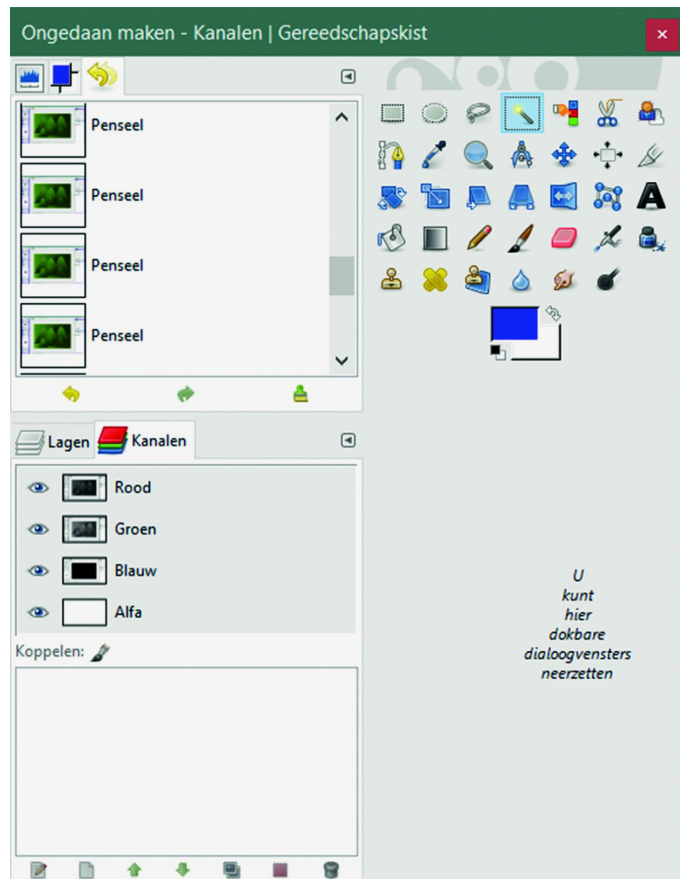 Ongedaan maken - Kanalen | Gereedschapskist
Penseel
Penseel
Penseel
Penseel
Lagen
Kanalen
Rood
Groen
Blauw
Alfa
Koppelen:
U
kunt
hier
dokbare
dialoogvensters
neerzetten